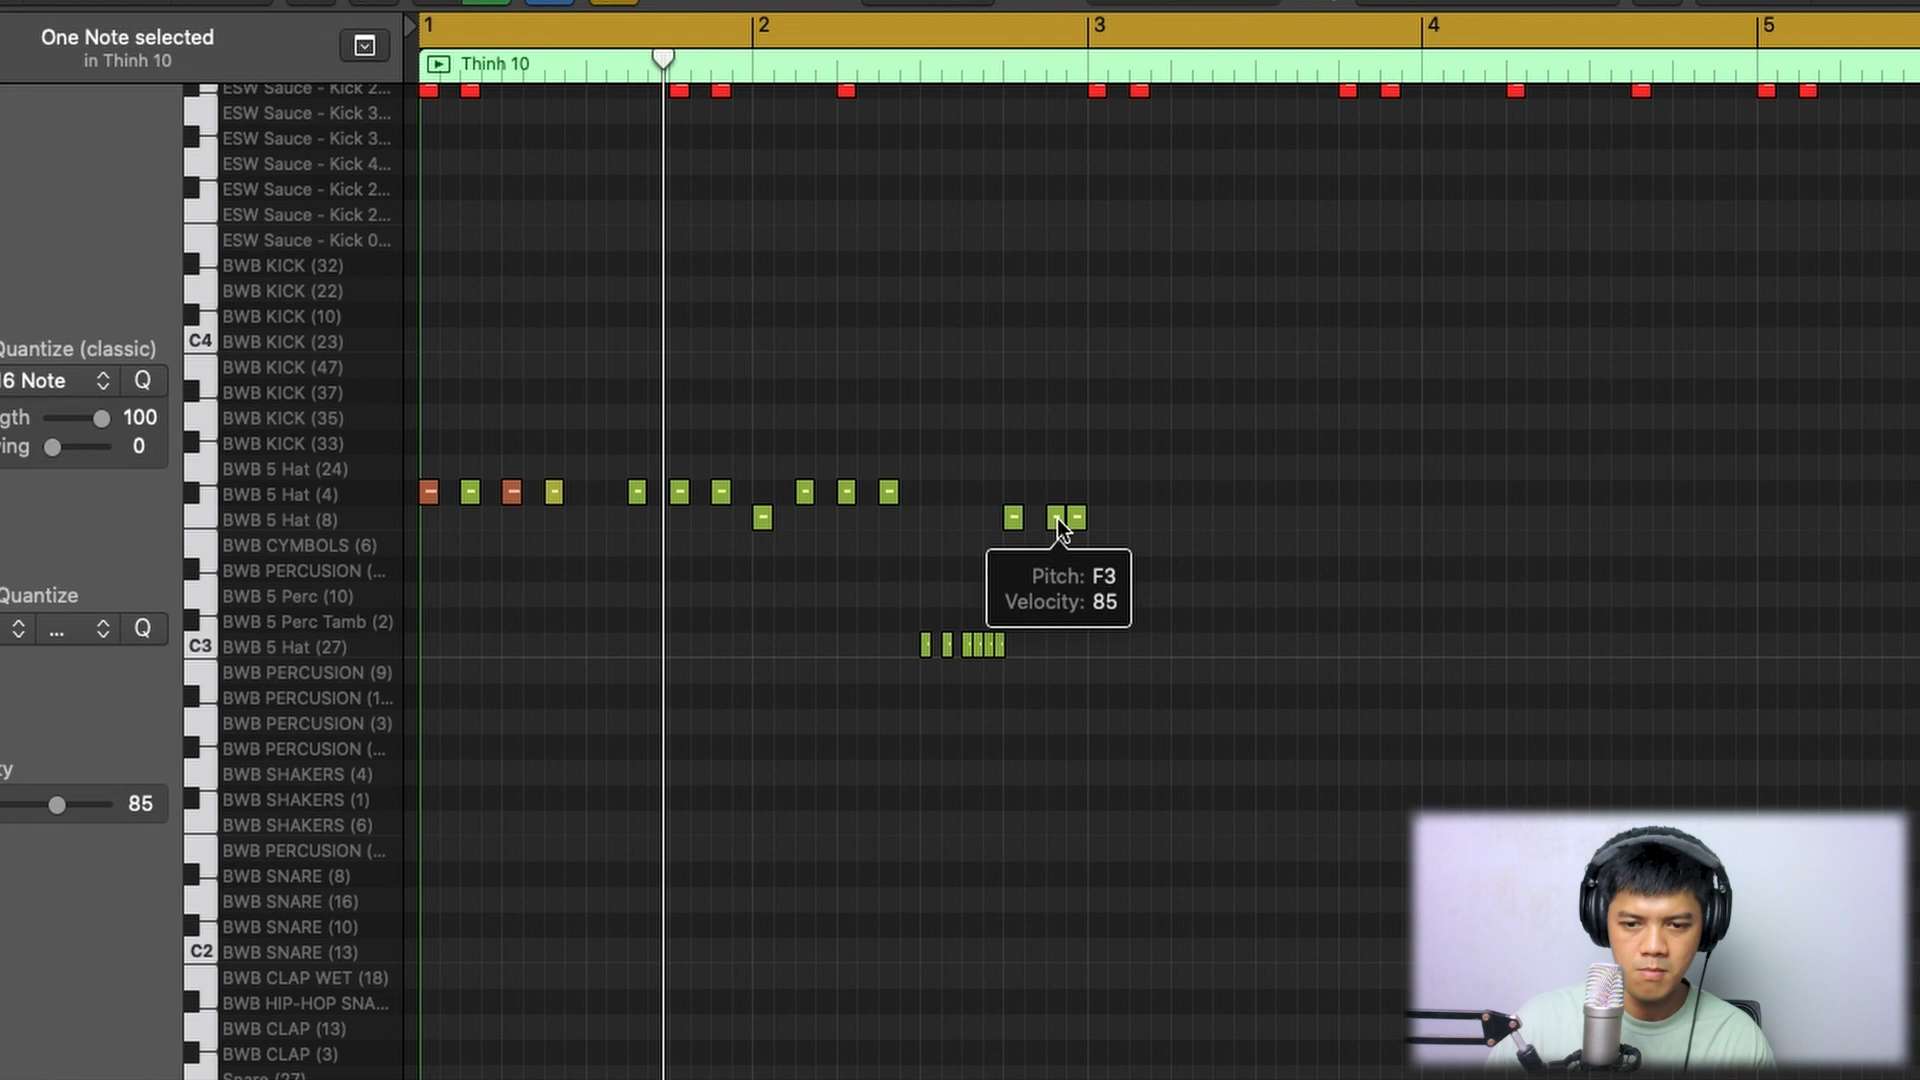 One Note selected
in Thinh 10
1
2
3
4
5
Thinh 10
ESW Sauce - Kick 2...
ESW Sauce - Kick 3...
ESW Sauce - Kick 3...
ESW Sauce - Kick 4...
ESW Sauce - Kick 2...
ESW Sauce - Kick 2...
ESW Sauce - Kick 0...
BWB KICK (32)
BWB KICK (22)
BWB KICK (10)
C4
BWB KICK (23)
BWB KICK (47)
BWB KICK (37)
BWB KICK (35)
BWB KICK (33)
BWB 5 Hat (24)
BWB 5 Hat (4)
BWB 5 Hat (8)
BWB CYMBOLS (6)
BWB PERCUSION (...
BWB 5 Perc (10)
BWB 5 Perc Tamb (2)
C3
BWB 5 Hat (27)
BWB PERCUSION (9)
BWB PERCUSION (1...
BWB PERCUSION (3)
BWB PERCUSION (...
BWB SHAKERS (4)
BWB SHAKERS (1)
BWB SHAKERS (6)
BWB PERCUSION (...
BWB SNARE (8)
BWB SNARE (16)
BWB SNARE (10)
C2
BWB SNARE (13)
BWB CLAP WET (18)
BWB HIP-HOP SNA...
BWB CLAP (13)
BWB CLAP (3)
Snare (27)
Quantize (classic)
16 Note
Q
gth
100
ing
0
Quantize
...
Q
ty
85
Pitch: F3
Velocity: 85